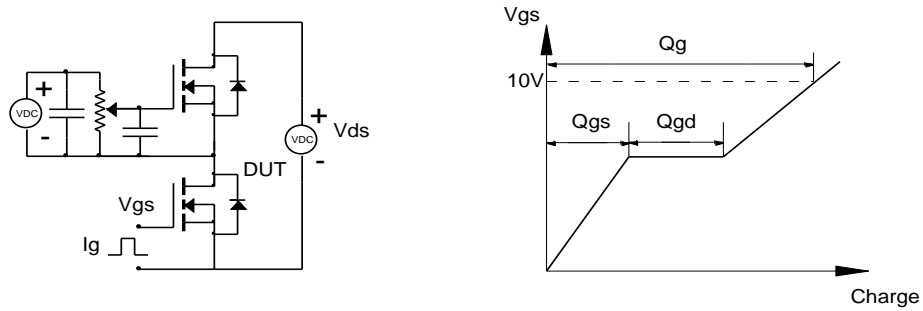 +
VDC
-
+
VDC
-
Vds
DUT
Vgs
Ig
Vgs
Qg
10V
Qgs
Qgd
Charge